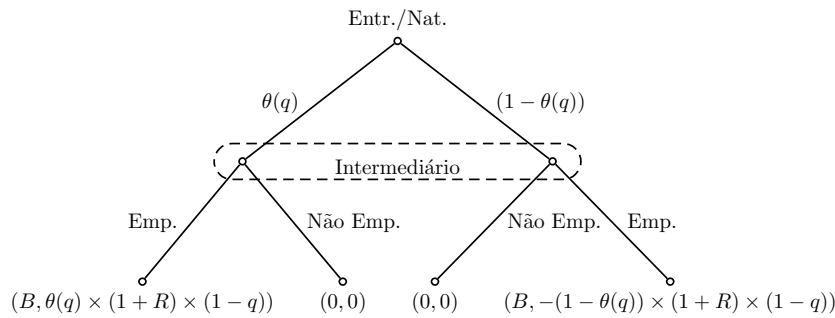 Entr./Nat.
θ(q) (1 − θ(q))
Intermediário
Emp. Não Emp. Não Emp. Emp.
(B, θ(q) × (1 + R) × (1 − q)) (0, 0) (0, 0) (B, −(1 − θ(q)) × (1 + R) × (1 − q))